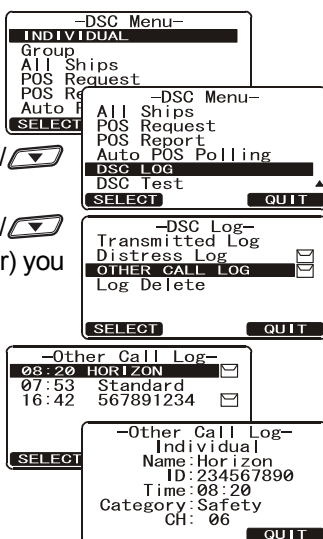 –DSC Menu–
INDIVIDUAL
Group
All Ships
POS Request
POS
Auto
SELECT
–DSC Menu–
All Ships
POS Request
POS Report
Auto POS Polling
DSC LOG
DSC Test
SELECT QUIT
/
/
r) you
–DSC Log–
Transmitted Log
Distress Log
OTHER CALL LOG
Log Delete
SELECT QUIT
–Other Call Log–
08:20 HORIZON
07:53 Standard
16:42 567891234
SELECT
–Other Call Log–
Individual
Name:Horizon
ID:234567890
Time:08:20
Category:Safety
CH: 06
QUIT